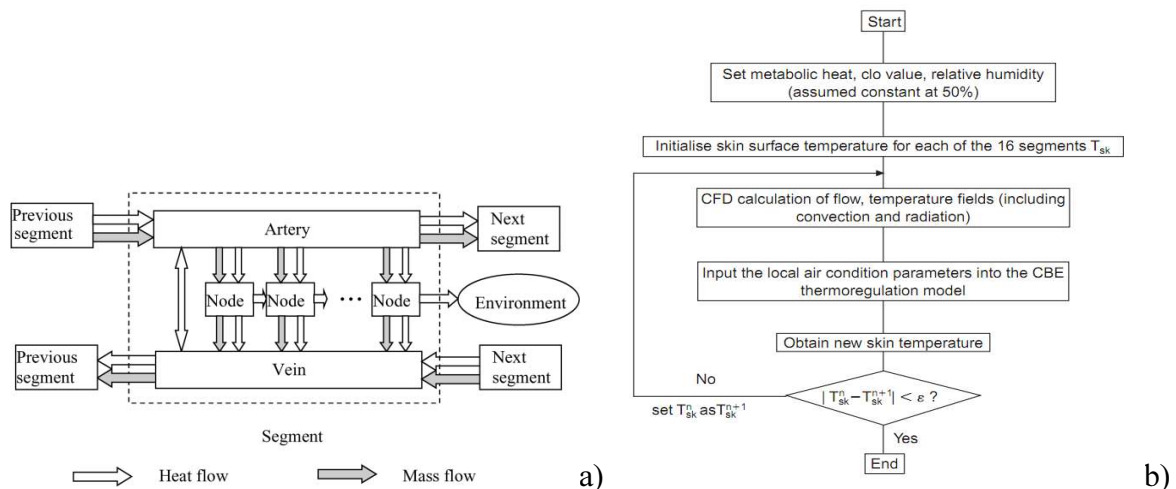 Previous
segment
Artery
Next
segment
Node
Node
...
Node
Environment
Previous
segment
Vein
Next
segment
Segment
Heat flow
Mass flow
a)
Start
Set metabolic heat, clo value, relative humidity
(assumed constant at 50%)
Initialise skin surface temperature for each of the 16 segments T_sk
CFD calculation of flow, temperature fields (including
convection and radiation)
Input the local air condition parameters into the CBE
thermoregulation model
Obtain new skin temperature
No
| T_sk^n − T_sk^n+1 | < ε ?
set T_sk^n as T_sk^n+1
Yes
End
b)